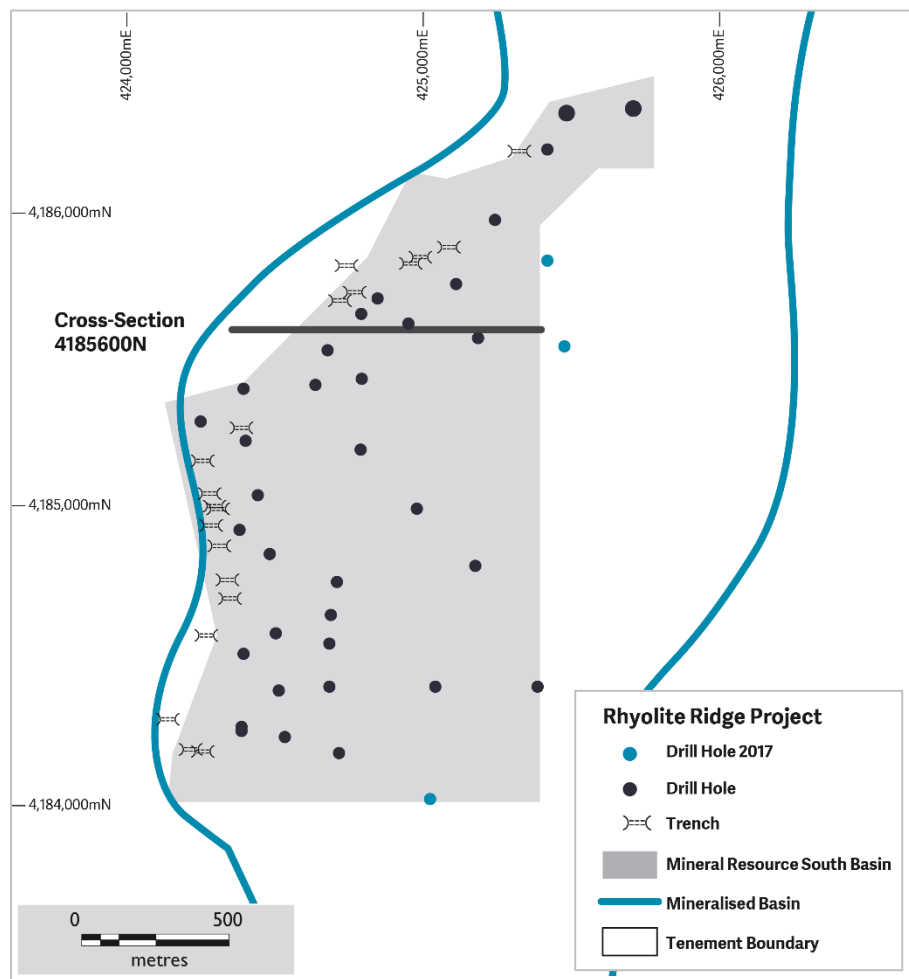 424,000mE
425,000mE
426,000mE
4,186,000mN
Cross-Section
4185600N
4,185,000mN
4,184,000mN
Rhyolite Ridge Project
Drill Hole 2017
Drill Hole
Trench
Mineral Resource South Basin
Mineralised Basin
Tenement Boundary
0 500
metres